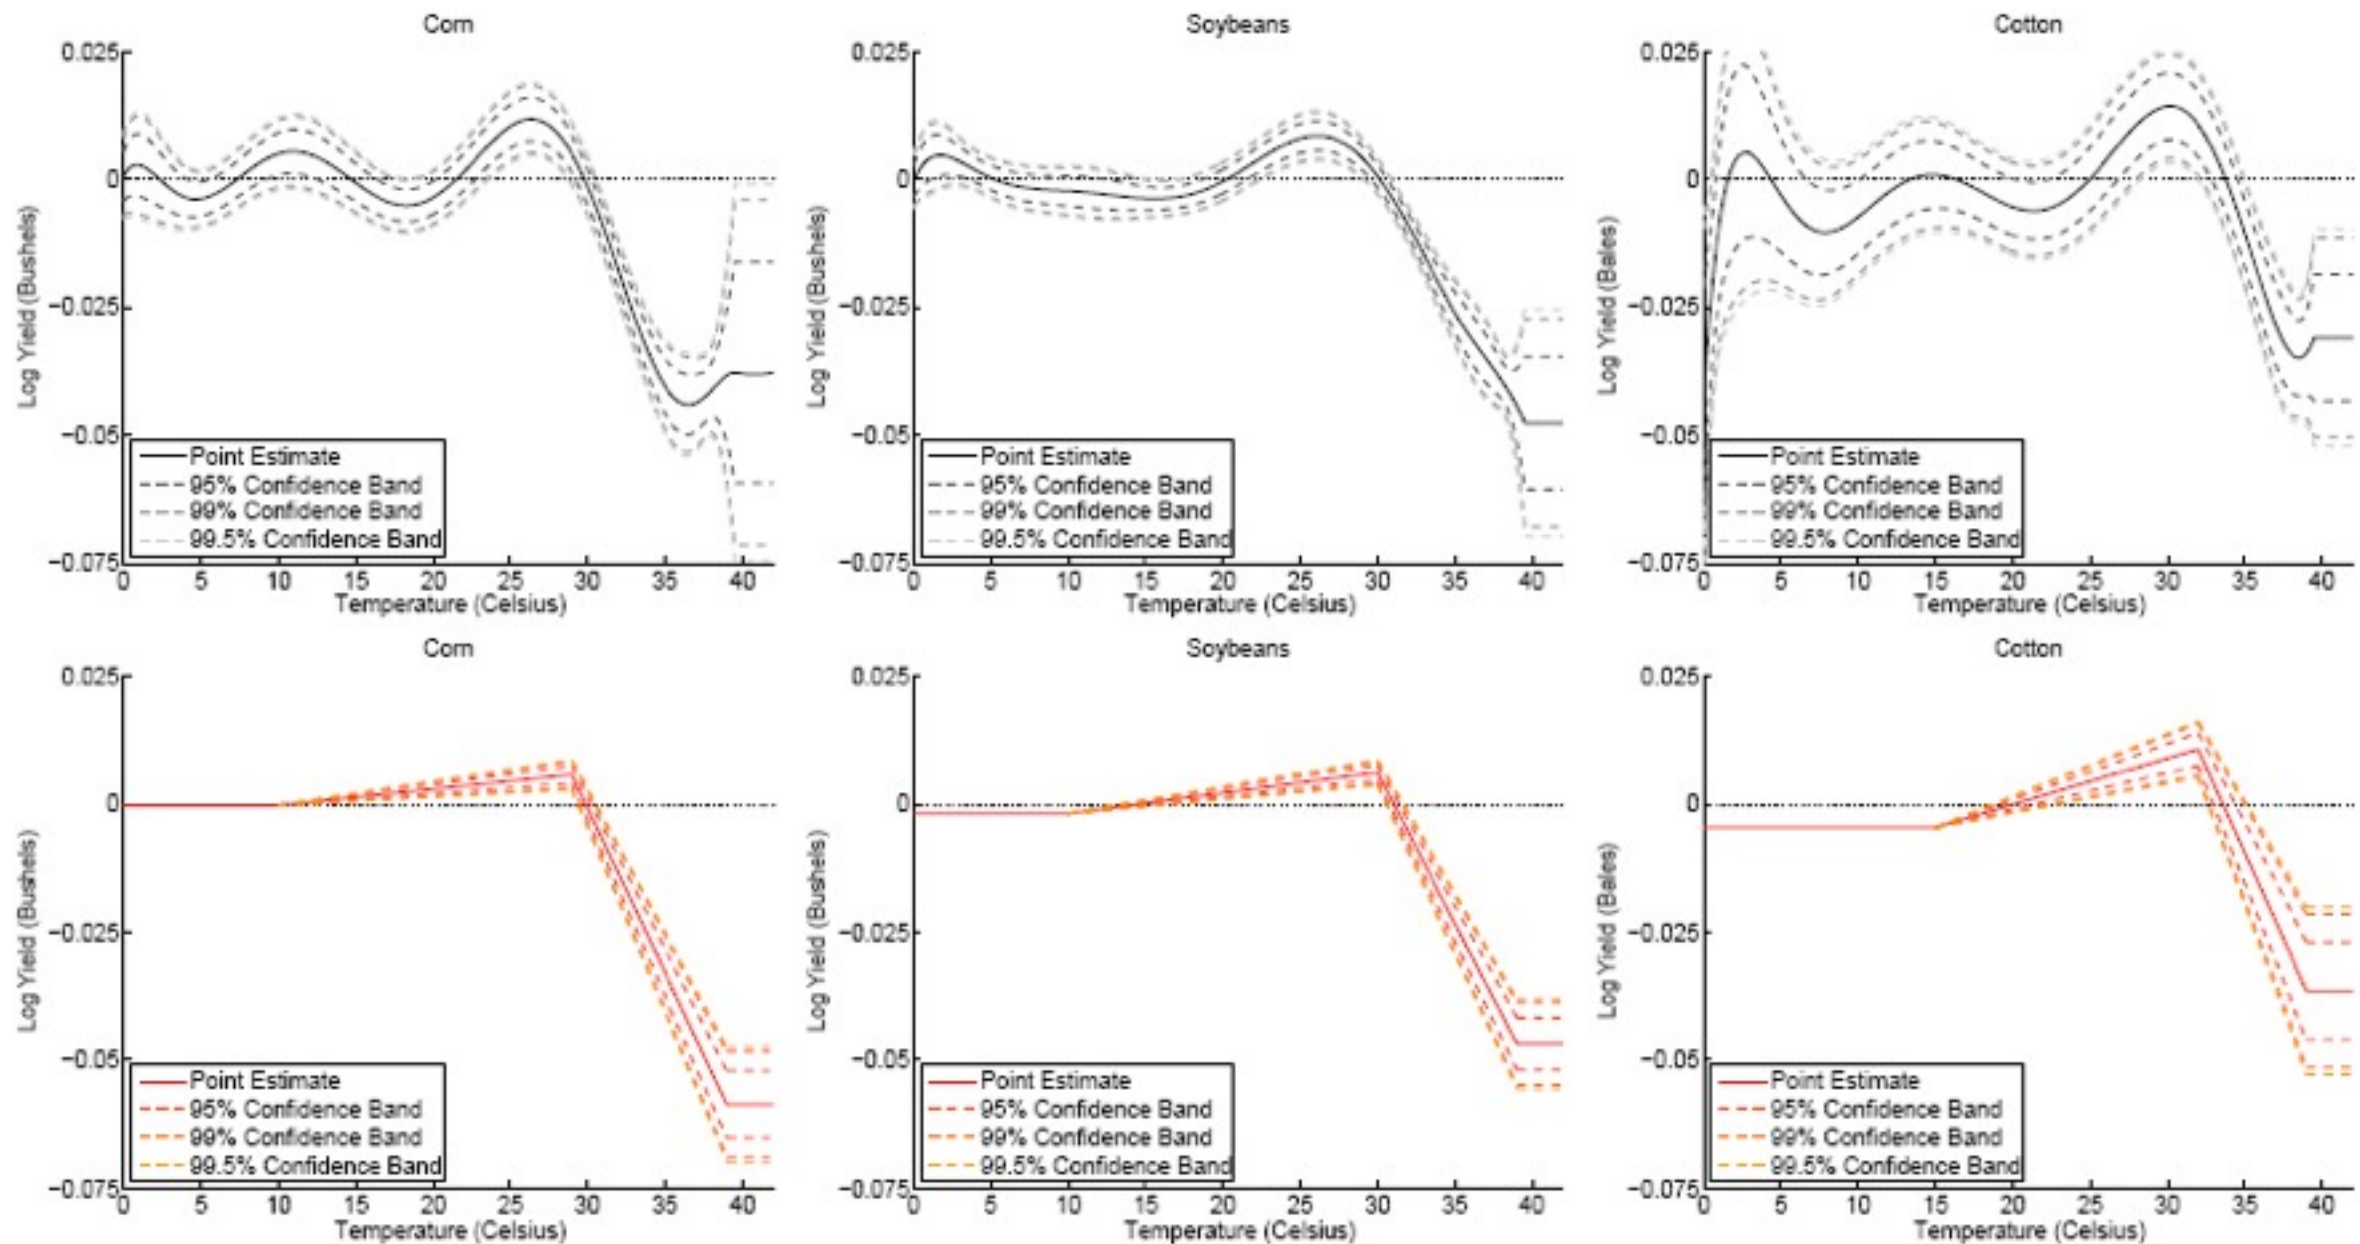 Corn
0.025
0
−0.025
−0.05
−0.075
Log Yield (Bushels)
Point Estimate
95% Confidence Band
99% Confidence Band
99.5% Confidence Band
0 5 10 15 20 25 30 35 40
Temperature (Celsius)
Soybeans
0.025
0
−0.025
−0.05
−0.075
Log Yield (Bushels)
Point Estimate
95% Confidence Band
99% Confidence Band
99.5% Confidence Band
0 5 10 15 20 25 30 35 40
Temperature (Celsius)
Cotton
0.025
0
−0.025
−0.05
−0.075
Log Yield (Bales)
Point Estimate
95% Confidence Band
99% Confidence Band
99.5% Confidence Band
0 5 10 15 20 25 30 35 40
Temperature (Celsius)
Corn
0.025
0
−0.025
−0.05
−0.075
Log Yield (Bushels)
Point Estimate
95% Confidence Band
99% Confidence Band
99.5% Confidence Band
0 5 10 15 20 25 30 35 40
Temperature (Celsius)
Soybeans
0.025
0
−0.025
−0.05
−0.075
Log Yield (Bushels)
Point Estimate
95% Confidence Band
99% Confidence Band
99.5% Confidence Band
0 5 10 15 20 25 30 35 40
Temperature (Celsius)
Cotton
0.025
0
−0.025
−0.05
−0.075
Log Yield (Bales)
Point Estimate
95% Confidence Band
99% Confidence Band
99.5% Confidence Band
0 5 10 15 20 25 30 35 40
Temperature (Celsius)